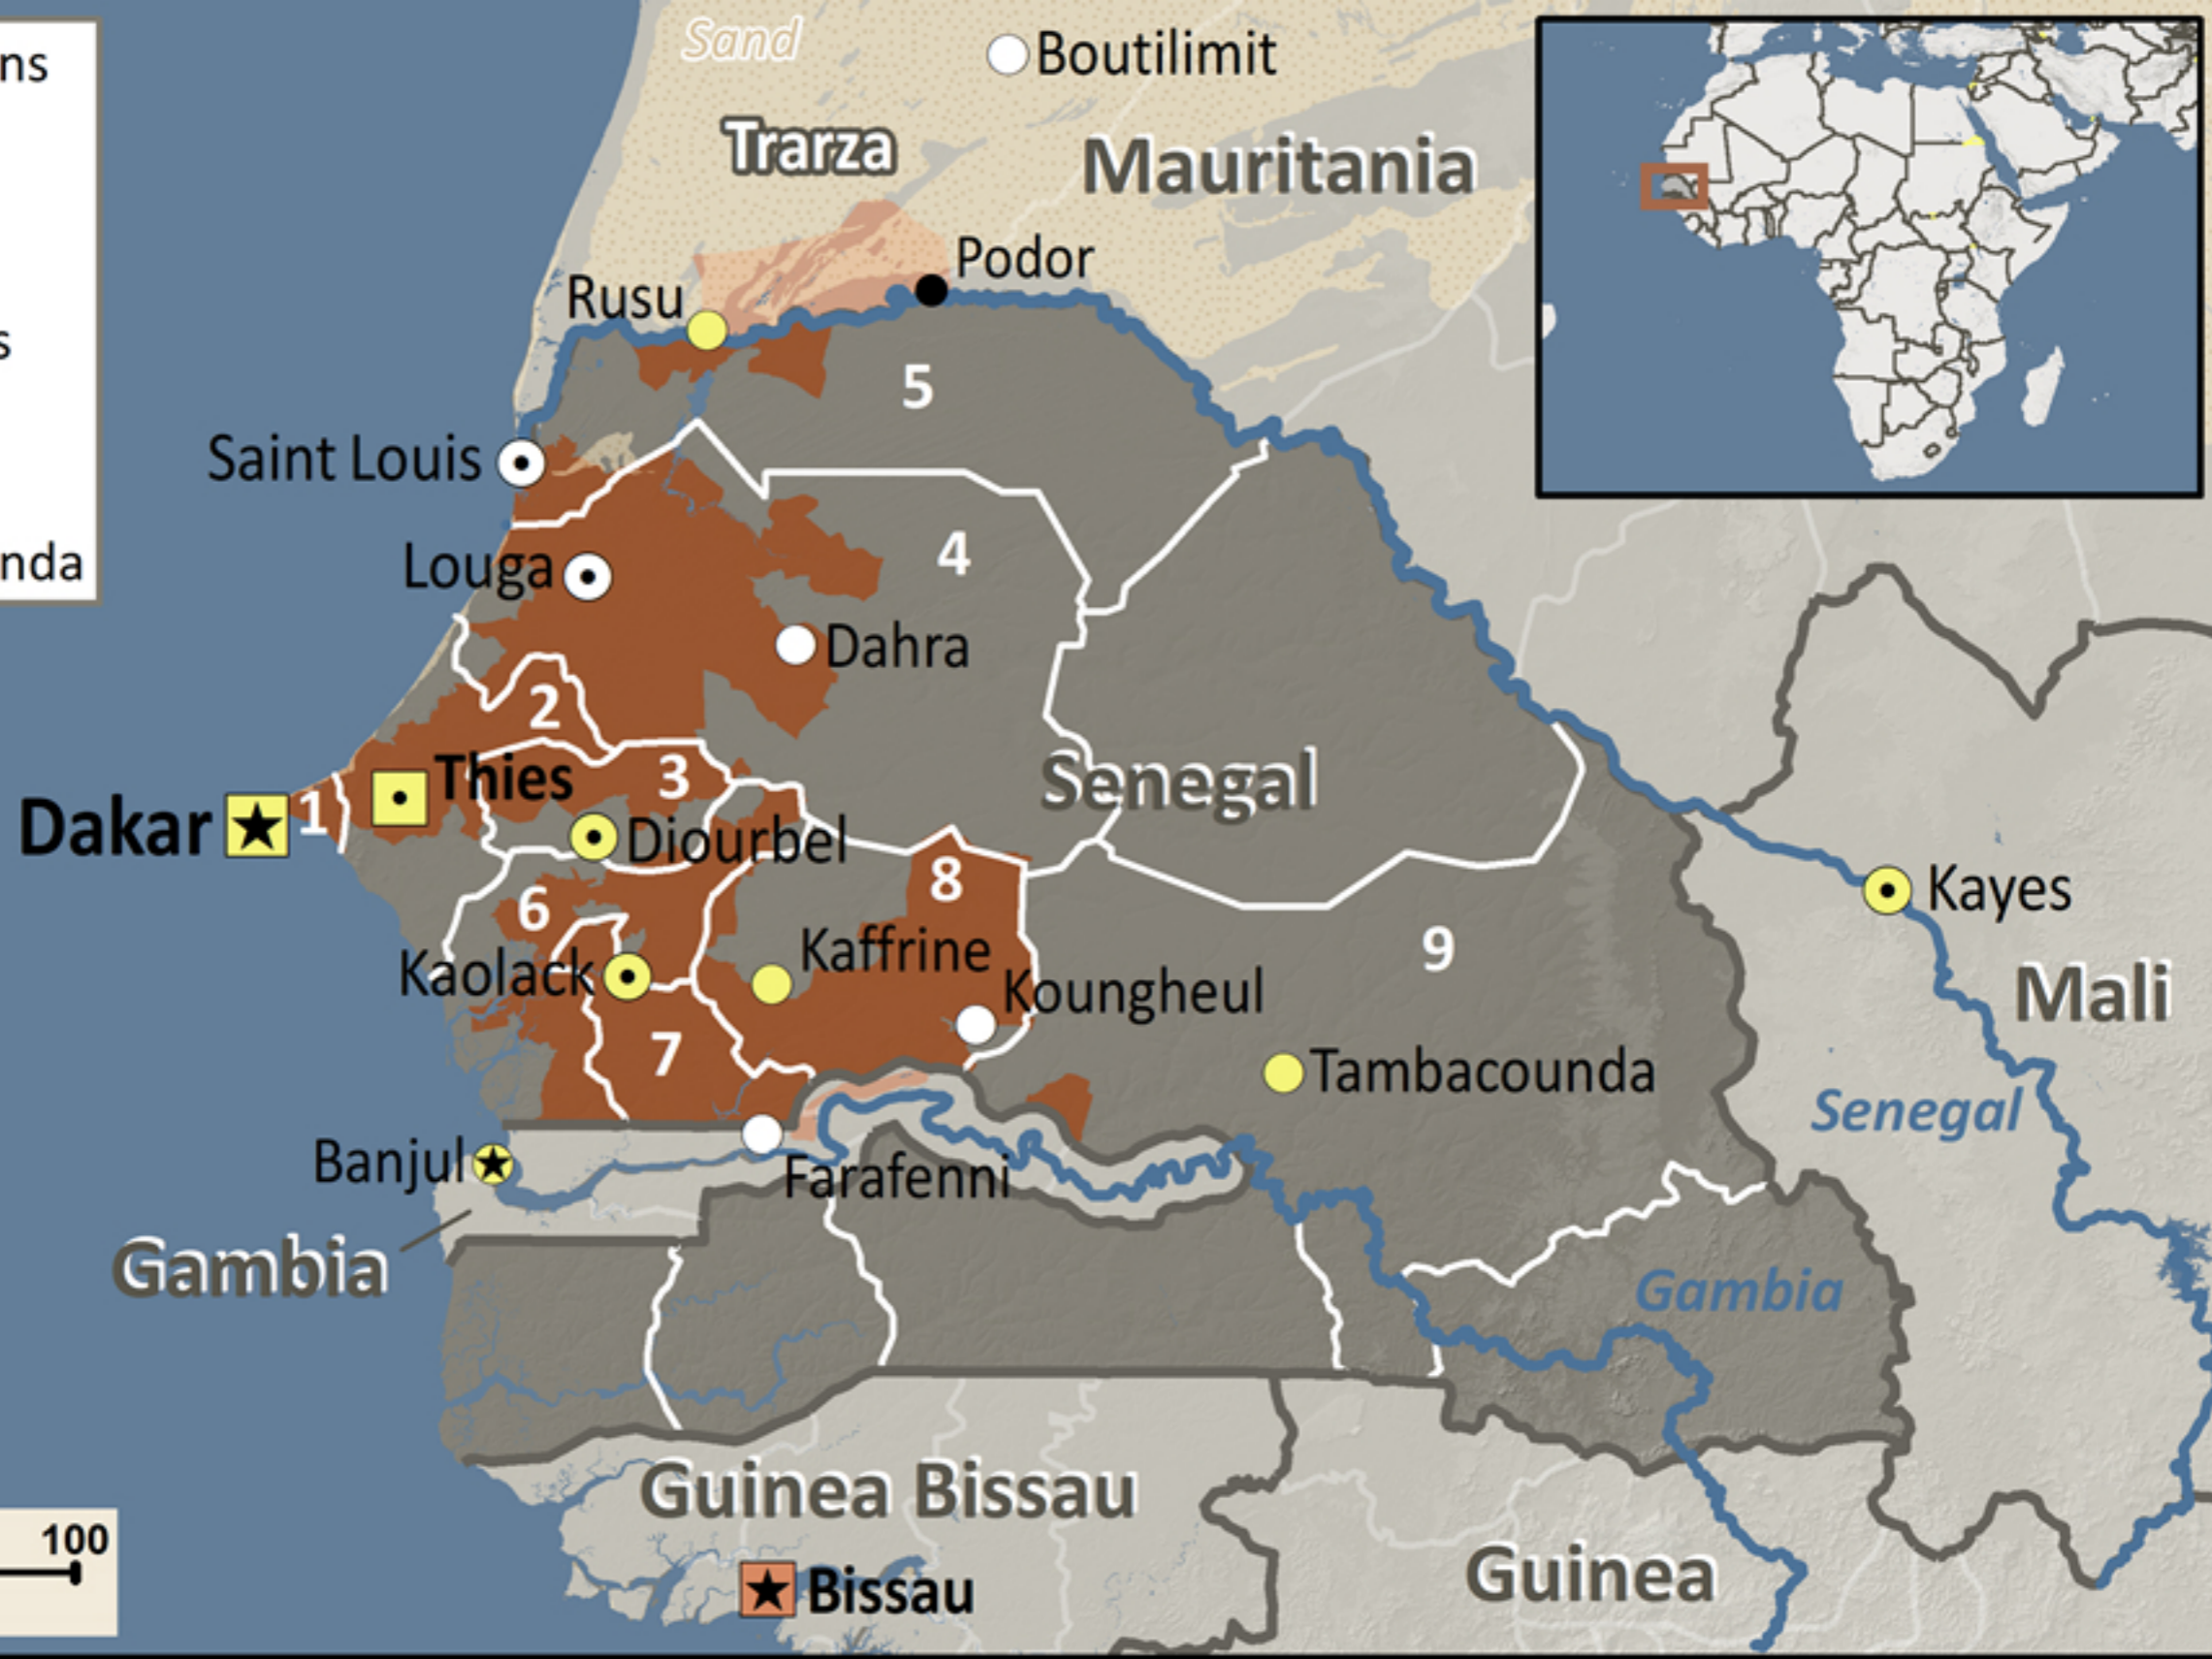 ns
s
nda
Sand
Boutilimit
Trarza
Mauritania
Podor
Rusu
5
Saint Louis
4
Louga
Dahra
2
Thies
3
Senegal
Dakar
1
Diourbel
8
6
Kayes
Kaffrine
9
Kaolack
Koungheul
Mali
7
Tambacounda
Senegal
Banjul
Farafenni
Gambia
Gambia
Guinea Bissau
100
Guinea
Bissau